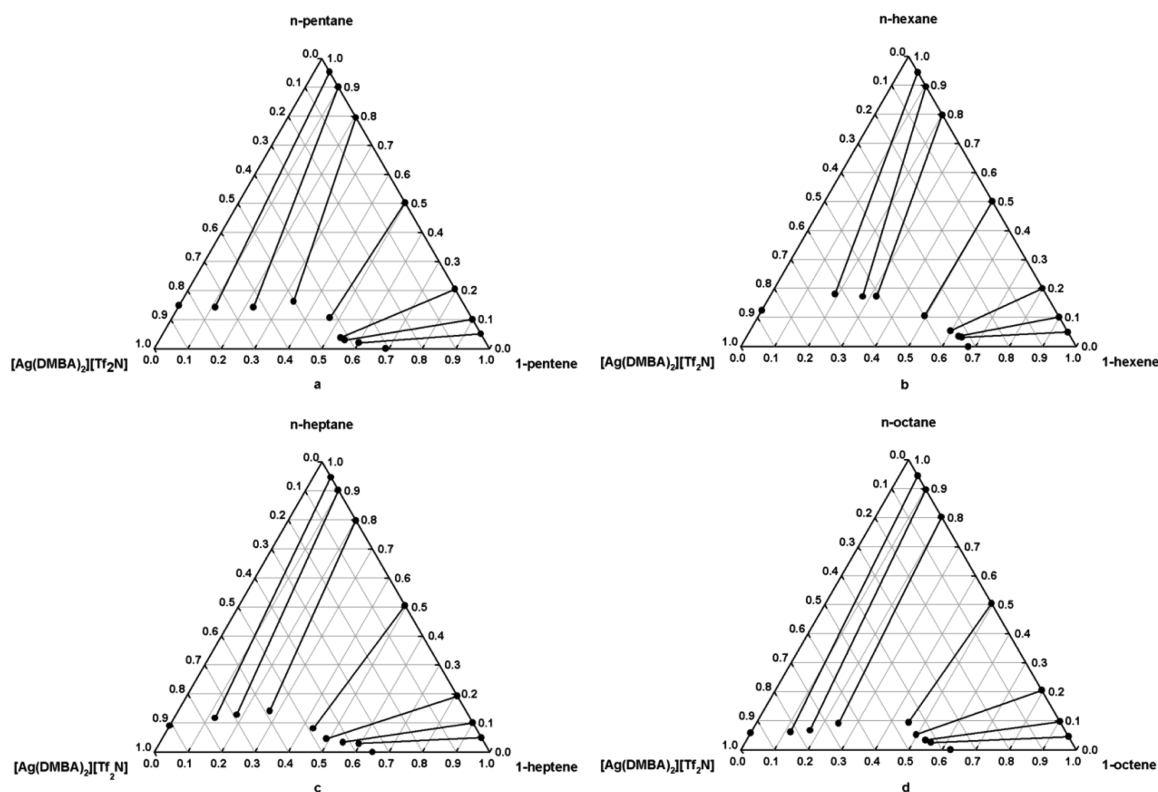 n-pentane
0.0 1.0
0.1 0.9
0.2 0.8
0.3 0.7
0.4 0.6
0.5 0.5
0.6 0.4
0.7 0.3
0.8 0.2
0.9 0.1
1.0 0.0
0.0 0.1 0.2 0.3 0.4 0.5 0.6 0.7 0.8 0.9 1.0
[Ag(DMBA)₂][Tf2N] 1-pentene
a
n-hexane
0.0 1.0
0.1 0.9
0.2 0.8
0.3 0.7
0.4 0.6
0.5 0.5
0.6 0.4
0.7 0.3
0.8 0.2
0.9 0.1
1.0 0.0
0.0 0.1 0.2 0.3 0.4 0.5 0.6 0.7 0.8 0.9 1.0
[Ag(DMBA)₂][Tf₂N] 1-hexene
b
n-heptane
0.0 1.0
0.1 0.9
0.2 0.8
0.3 0.7
0.4 0.6
0.5 0.5
0.6 0.4
0.7 0.3
0.8 0.2
0.9 0.1
1.0 0.0
0.0 0.1 0.2 0.3 0.4 0.5 0.6 0.7 0.8 0.9 1.0
[Ag(DMBA)₂][Tf₂N] 1-heptene
c
n-octane
0.0 1.0
0.1 0.9
0.2 0.8
0.3 0.7
0.4 0.6
0.5 0.5
0.6 0.4
0.7 0.3
0.8 0.2
0.9 0.1
1.0 0.0
0.0 0.1 0.2 0.3 0.4 0.5 0.6 0.7 0.8 0.9 1.0
[Ag(DMBA)₂][Tf₂N] 1-octene
d